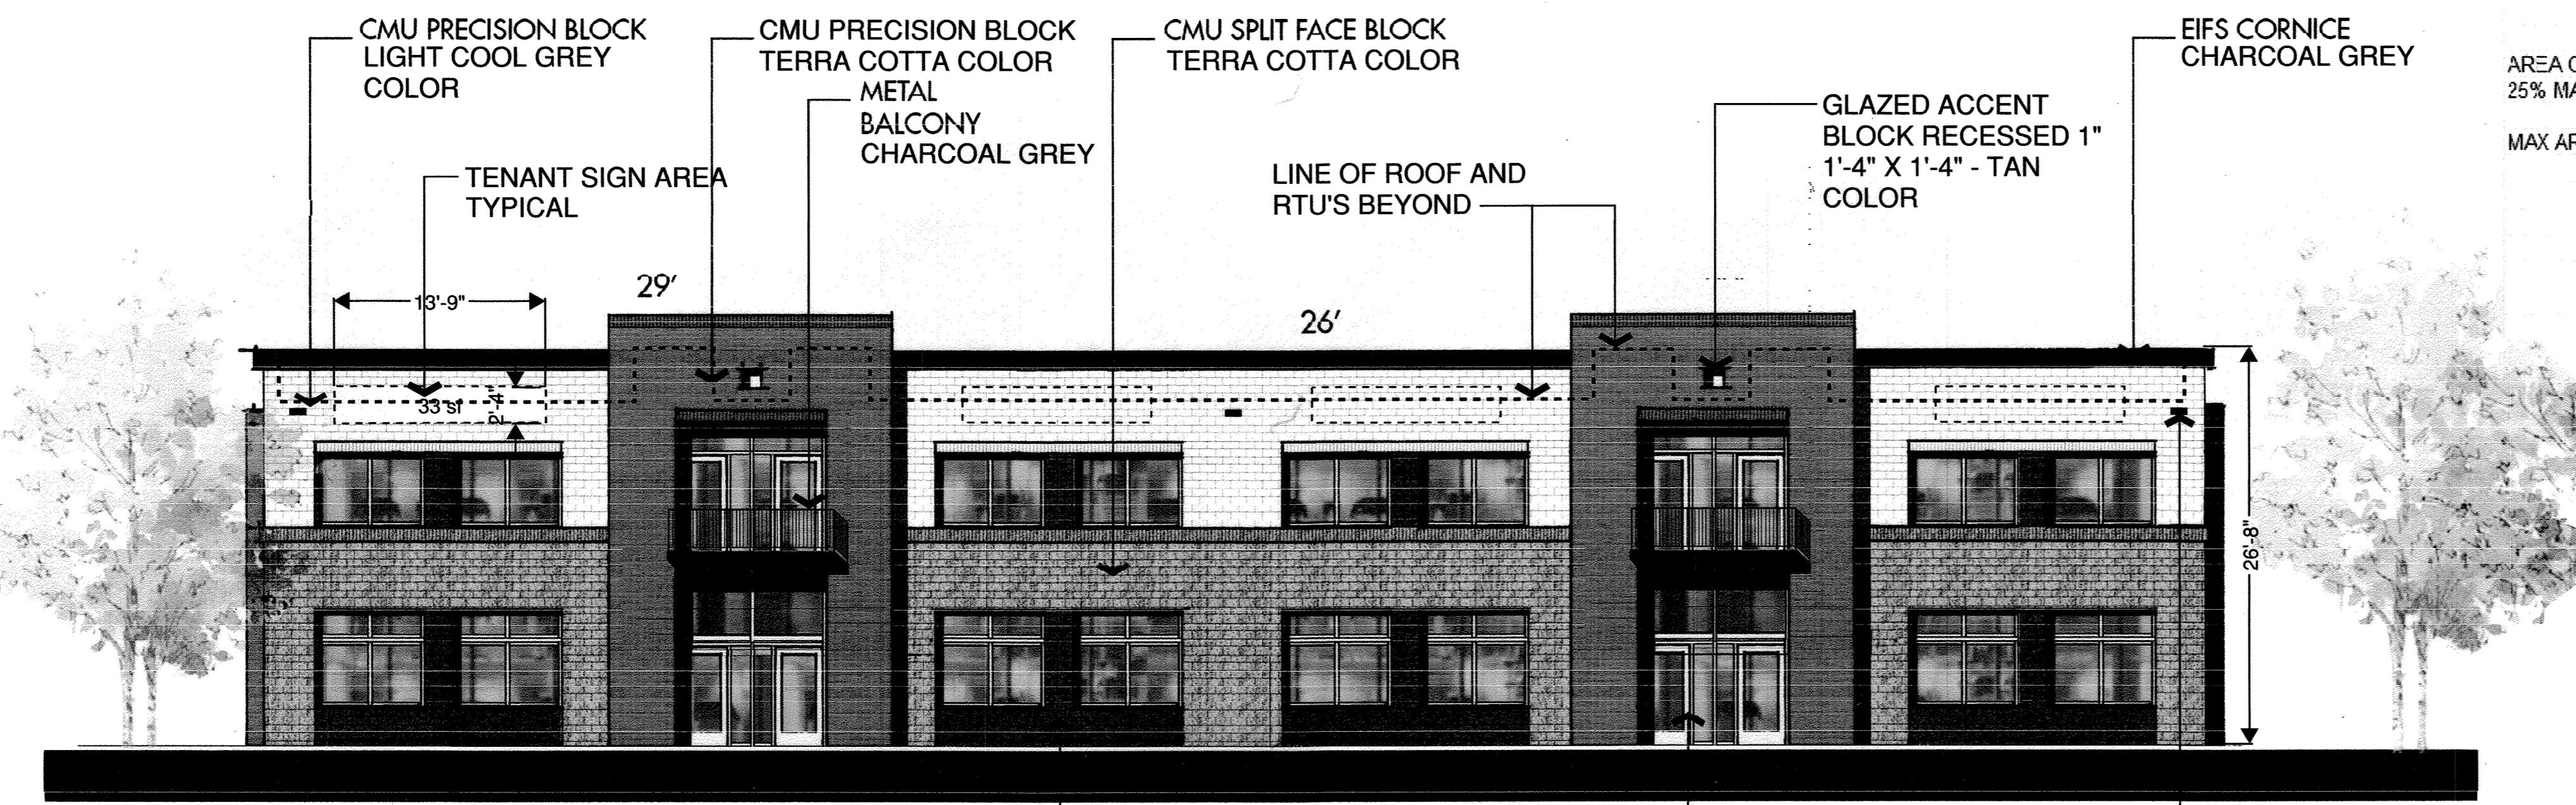 CMU PRECISION BLOCK
LIGHT COOL GREY
COLOR
CMU PRECISION BLOCK
TERRA COTTA COLOR
METAL
BALCONY
CHARCOAL GREY
CMU SPLIT FACE BLOCK
TERRA COTTA COLOR
EIFS CORNICE
CHARCOAL GREY
AREA
25%
MAX
GLAZED ACCENT
BLOCK RECESSED 1"
1'-4" X 1'-4" - TAN
COLOR
TENANT SIGN AREA
TYPICAL
LINE OF ROOF AND
RTU'S BEYOND
29'
13'-9"
26'
33 sf
2'-4"
26'-8"